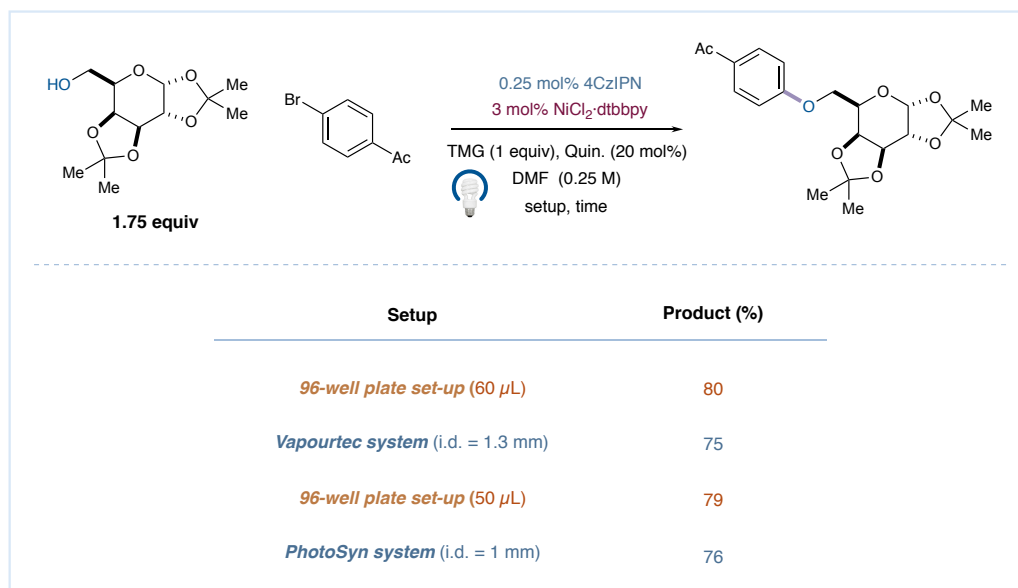 HO
O
O
O
Me
Me
O
O
Me
Me
1.75 equiv
Br
Ac
0.25 mol% 4CzIPN
3 mol% NiCl2·dtbbpy
TMG (1 equiv), Quin. (20 mol%)
DMF (0.25 M)
setup, time
Ac
O
O
O
O
Me
Me
O
O
Me
Me
Setup Product (%)
96-well plate set-up (60 µL) 80
Vapourtec system (i.d. = 1.3 mm) 75
96-well plate set-up (50 µL) 79
PhotoSyn system (i.d. = 1 mm) 76